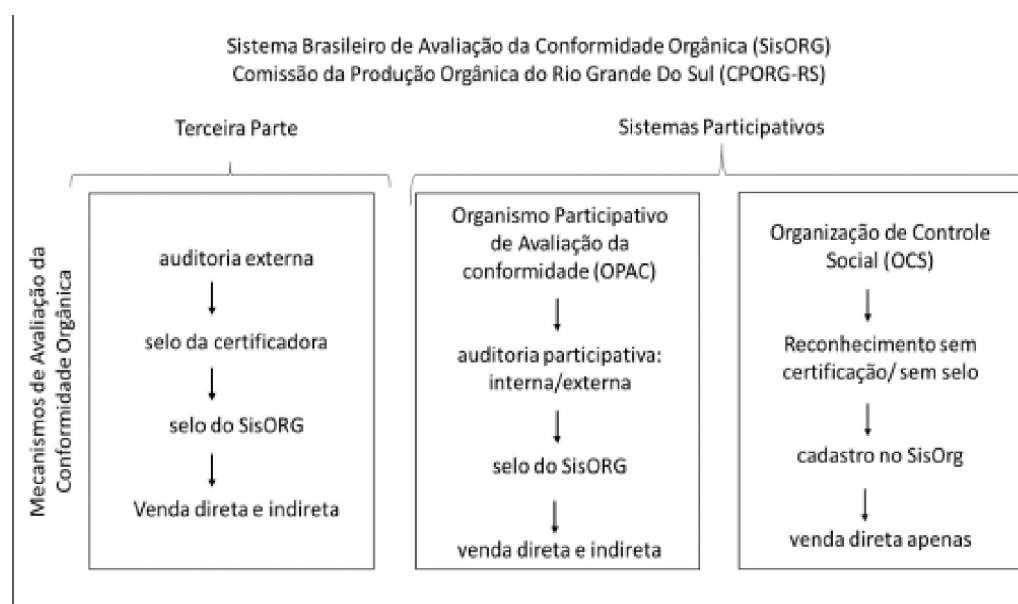 Sistema Brasileiro de Avaliação da Conformidade Orgânica (SisORG)
Comissão da Produção Orgânica do Rio Grande Do Sul (CPORG-RS)
Terceira Parte
Sistemas Participativos
Mecanismos de Avaliação da
Conformidade Orgânica
auditoria externa
selo da certificadora
selo do SisORG
Venda direta e indireta
Organismo Participativo
de Avaliação da
conformidade (OPAC)
auditoria participativa:
interna/externa
selo do SisORG
venda direta e indireta
Organização de Controle
Social (OCS)
Reconhecimento sem
certificação/ sem selo
cadastro no SisOrg
venda direta apenas